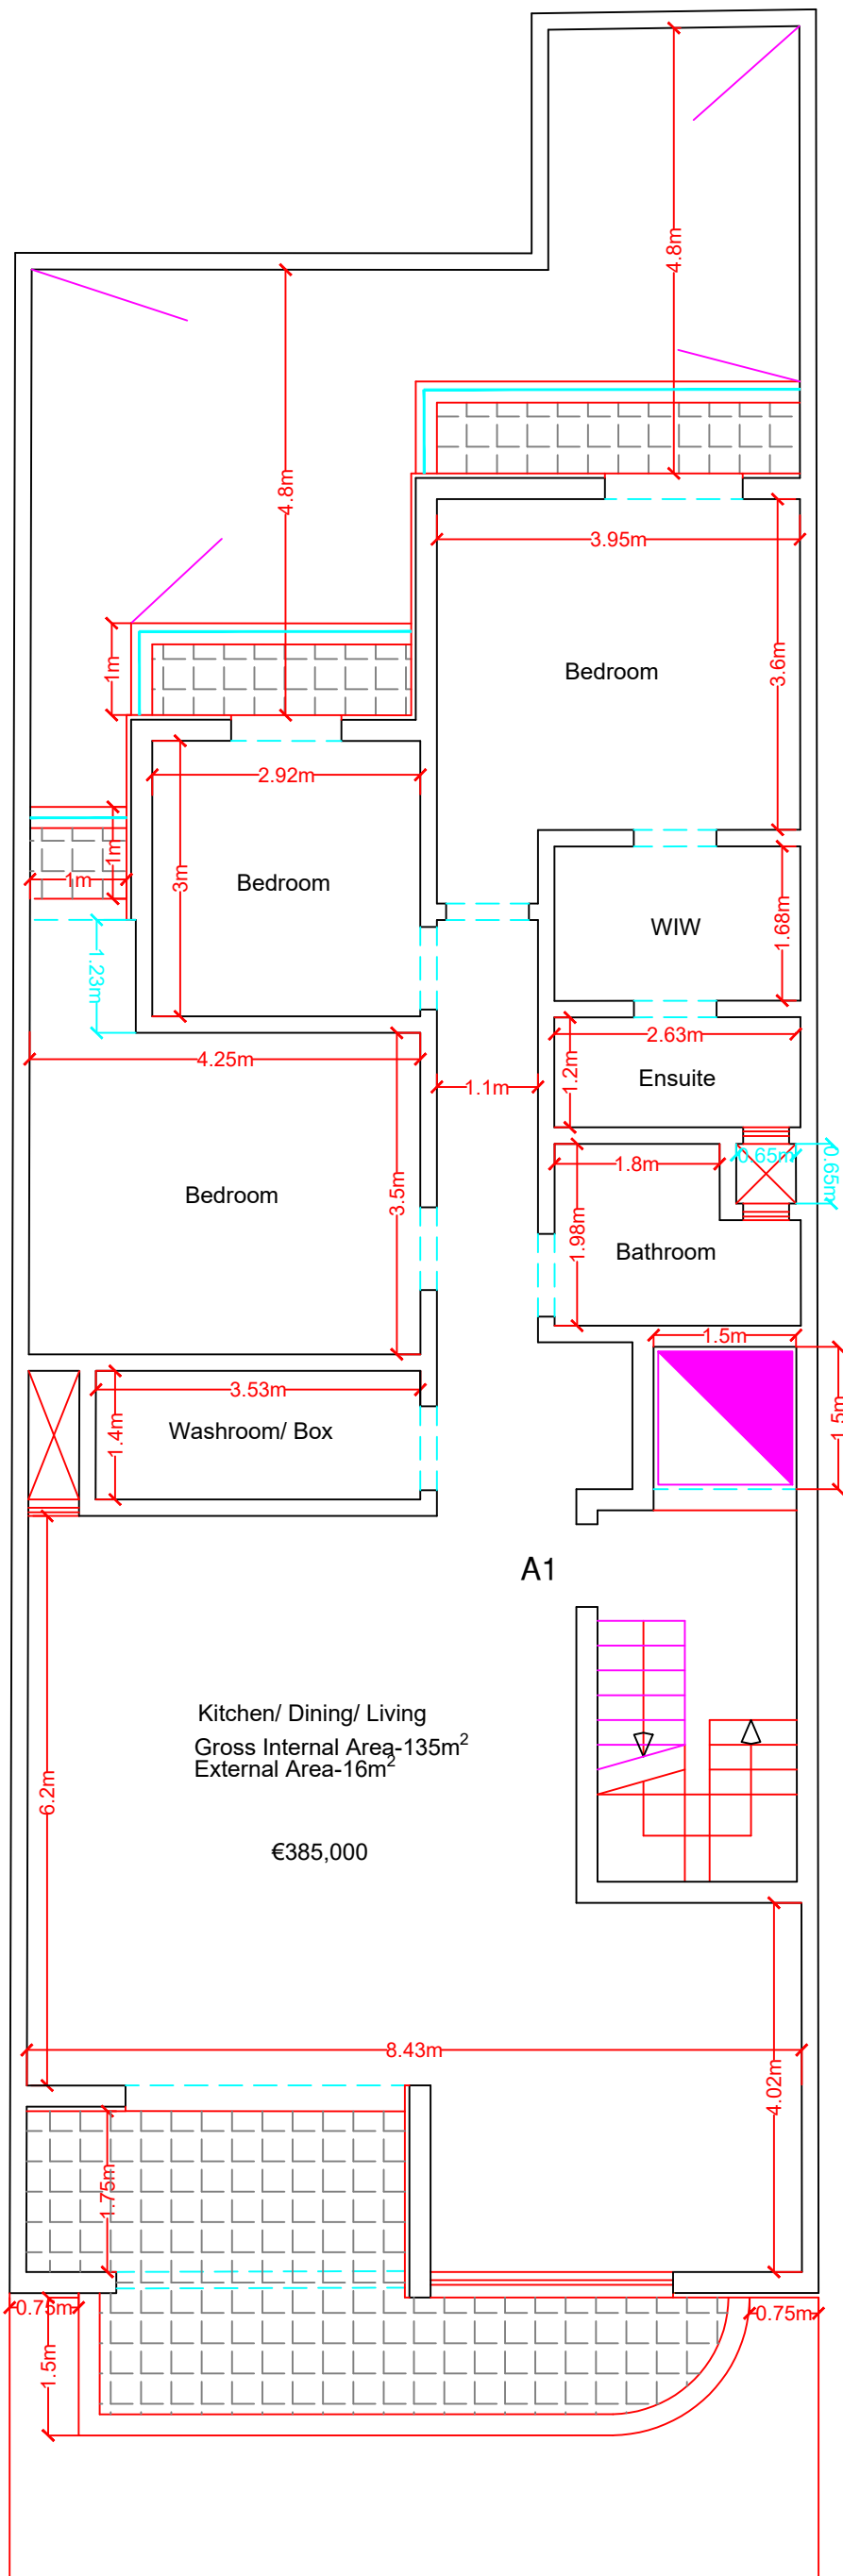 4.8m
4.8m
3.95m
3.6m
Bedroom
1m
2.92m
3m
Bedroom
1m
1m
1.23m
WIW
1.68m
2.63m
1.2m
Ensuite
4.25m
1.1m
3.5m
Bedroom
0.65m
0.65m
1.8m
1.98m
Bathroom
1.5m
1.5m
3.53m
1.4m
Washroom/ Box
A1
Kitchen/ Dining/ Living
Gross Internal Area-135m²
External Area-16m²
€385,000
6.2m
8.43m
4.02m
1.75m
0.75m
0.75m
1.5m